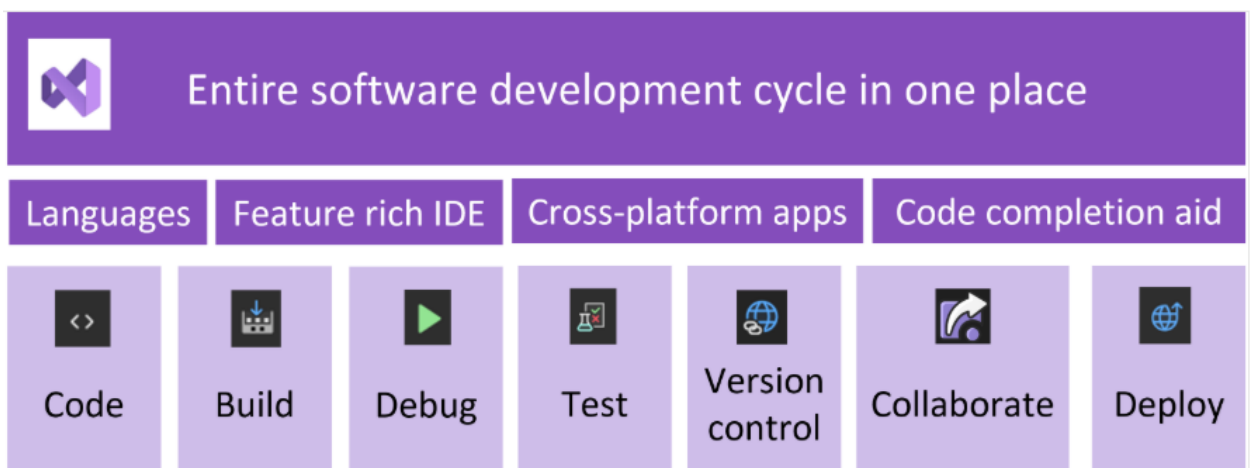 Entire software development cycle in one place
Languages
Feature rich IDE
Cross-platform apps
Code completion aid
Code
Build
Debug
Test
Version
control
Collaborate
Deploy